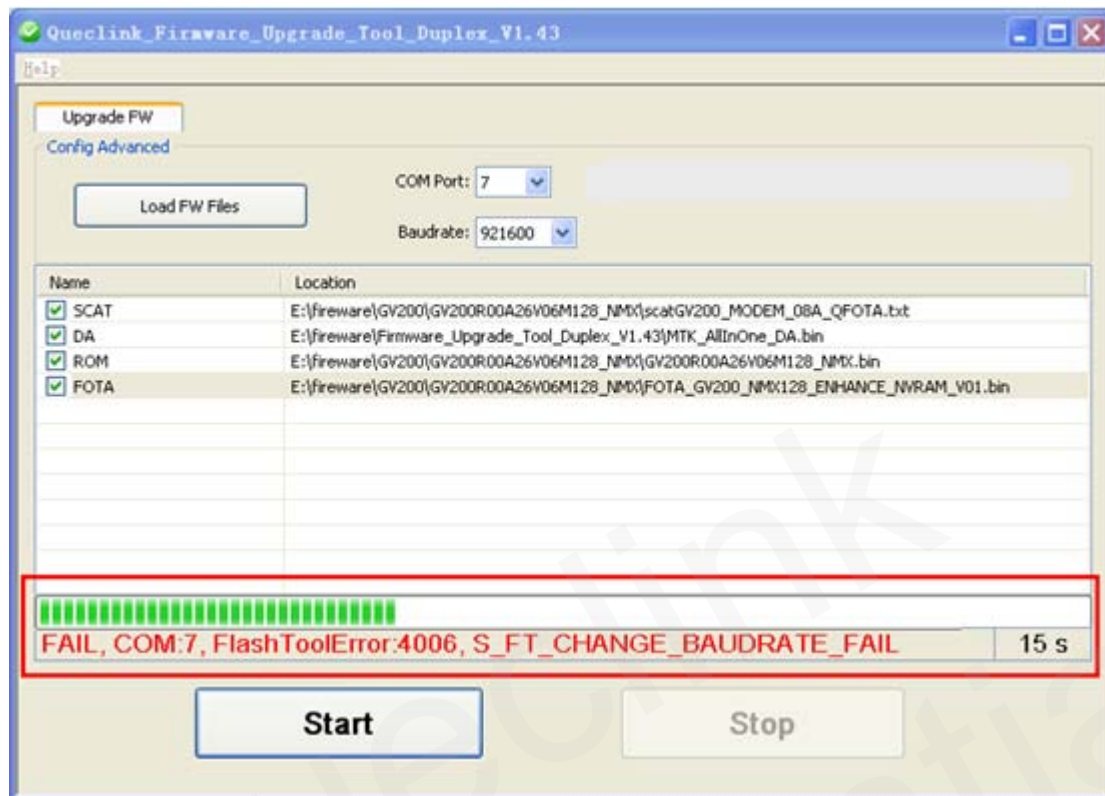 Queclink_Firmware_Upgrade_Tool_Duplex_V1.43
Help
Upgrade FW
Config Advanced
Load FW Files
COM Port: 7
Baudrate: 921600
Name Location
SCAT E:\fireware\GV200\GV200R00A26V06M128_NMX\scatGV200_MODEM_08A_QFOTA.txt
DA E:\fireware\Firmware_Upgrade_Tool_Duplex_V1.43\MTK_AllInOne_DA.bin
ROM E:\fireware\GV200\GV200R00A26V06M128_NMX\GV200R00A26V06M128_NMX.bin
FOTA E:\fireware\GV200\GV200R00A26V06M128_NMX\FOTA_GV200_NMX128_ENHANCE_NVRAM_V01.bin
FAIL, COM:7, FlashToolError:4006, S_FT_CHANGE_BAUDRATE_FAIL 15 s
Start Stop